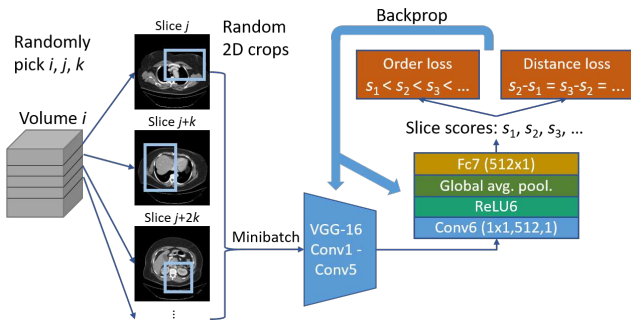 Randomly
pick i, j, k
Volume i
Slice j
Slice j+k
Slice j+2k
...
Random
2D crops
Minibatch
VGG-16
Conv1 -
Conv5
Backprop
Order loss
s1 < s2 < s3 < ...
Distance loss
s2-s1 = s3-s2 = ...
Slice scores: s1, s2, s3, ...
Fc7 (512x1)
Global avg. pool.
ReLU6
Conv6 (1x1,512,1)